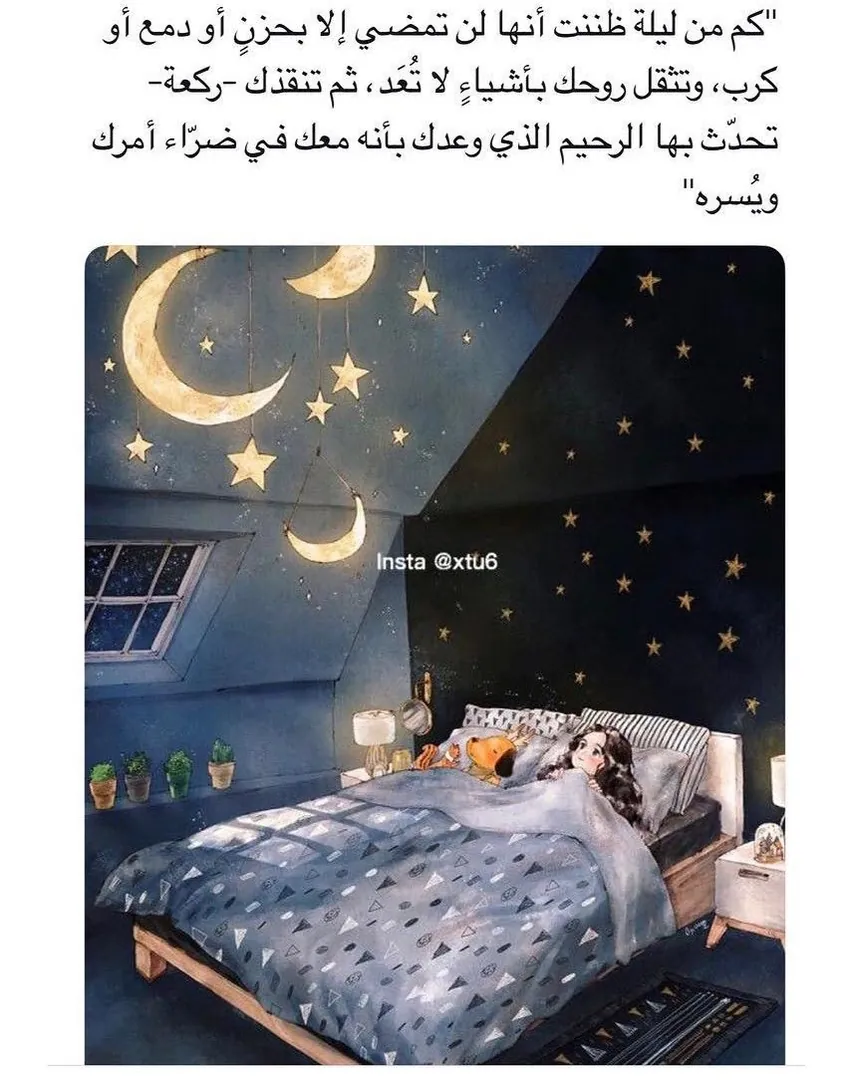 "كم من ليلة ظننت أنها لن تمضي إلا بحزنٍ أو دمع أو
كرب، وتثقل روحك بأشياءٍ لا تُعَد، ثم تنقذك -ركعة-
تحدّث بها الرحيم الذي وعدك بأنه معك في ضرّاء أمرك
ويُسره"
Insta @xtu6